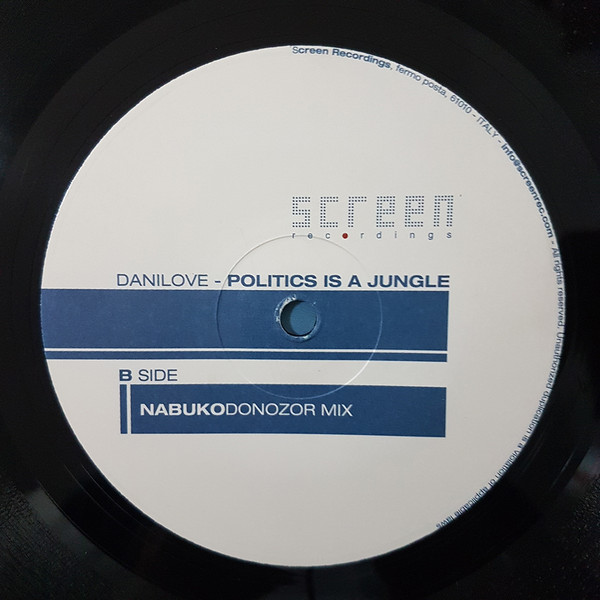 Screen Recordings, fermo posta, 61010 - ITALY - info@screenrec.com - All rights reserved. Unauthorized duplication is a violation of applicable laws
screen
recordings
DANILOVE - POLITICS IS A JUNGLE
B SIDE
NABUKODONOZOR MIX